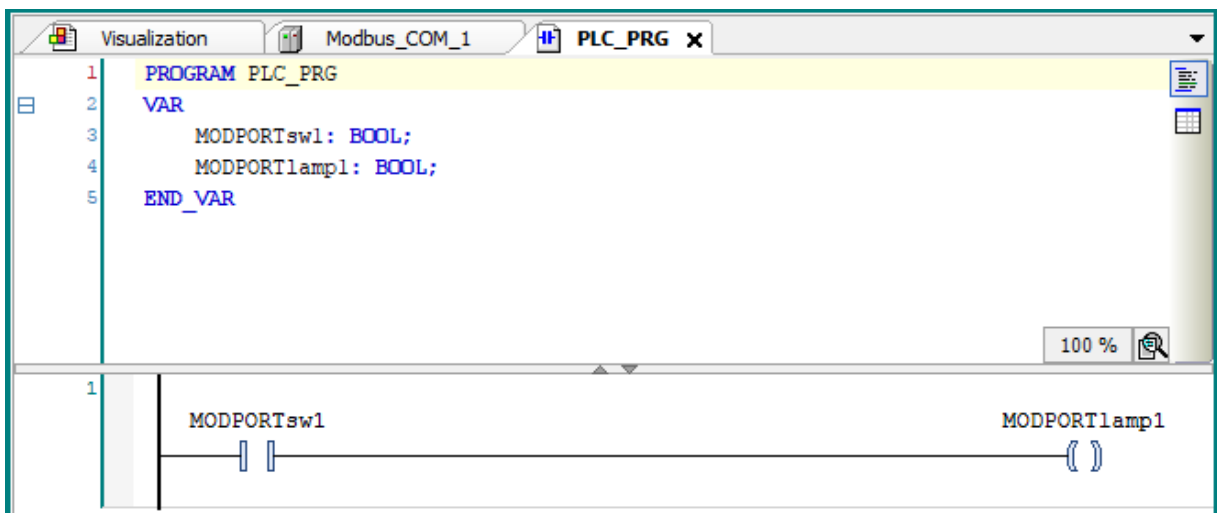 Visualization Modbus_COM_1 PLC_PRG
1 PROGRAM PLC_PRG
2 VAR
3 MODPORTsw1: BOOL;
4 MODPORTlamp1: BOOL;
5 END_VAR
100 %
1
MODPORTsw1 MODPORTlamp1